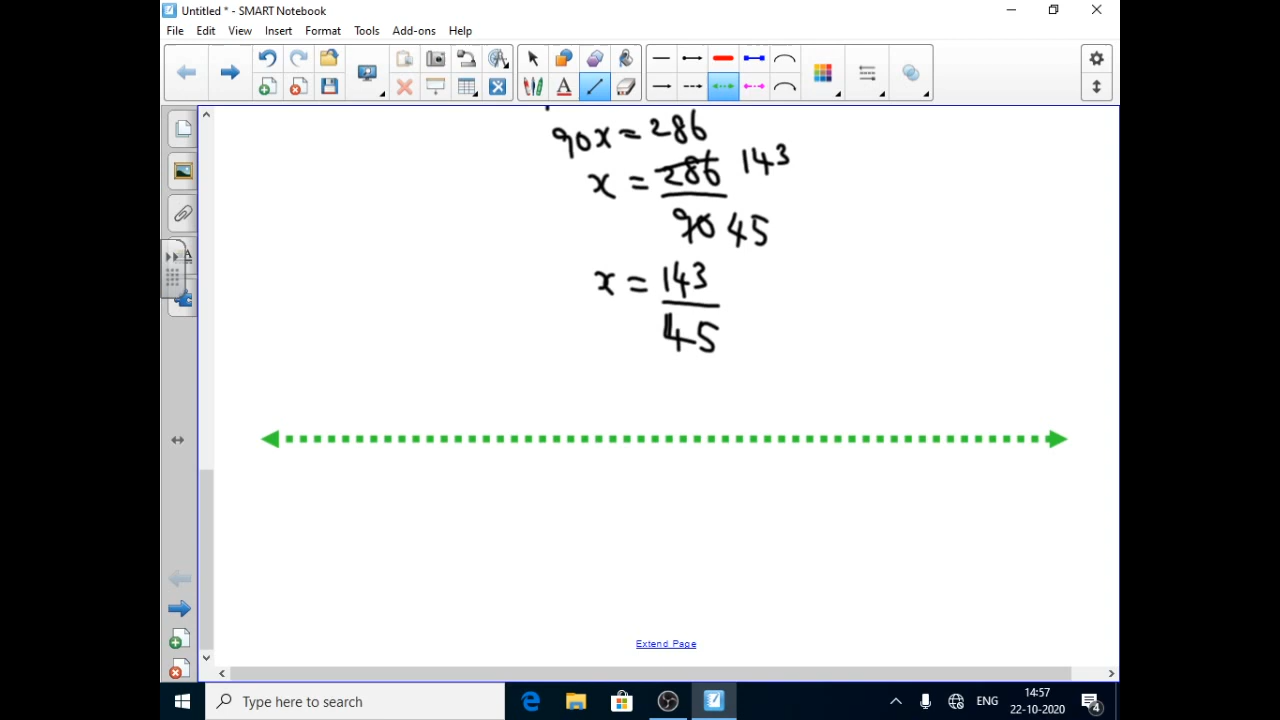 Untitled * - SMART Notebook
File Edit View Insert Format Tools Add-ons Help
90x = 286
x = 286 143
90 45
x = 143
45
Extend Page
Type here to search
ENG
14:57
22-10-2020
4